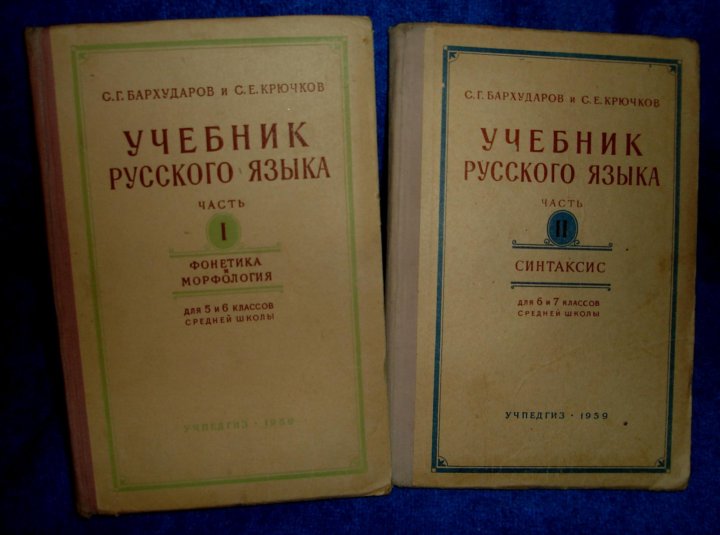 С.Г. БАРХУДАРОВ и С.Е. КРЮЧКОВ
УЧЕБНИК
РУССКОГО ЯЗЫКА
ЧАСТЬ
I
ФОНЕТИКА
и
МОРФОЛОГИЯ
ДЛЯ 5 и 6 КЛАССОВ
СРЕДНЕЙ ШКОЛЫ
УЧПЕДГИЗ · 1959
С.Г. БАРХУДАРОВ и С.Е. КРЮЧКОВ
УЧЕБНИК
РУССКОГО ЯЗЫКА
ЧАСТЬ
II
СИНТАКСИС
ДЛЯ 6 и 7 КЛАССОВ
СРЕДНЕЙ ШКОЛЫ
УЧПЕДГИЗ · 1959